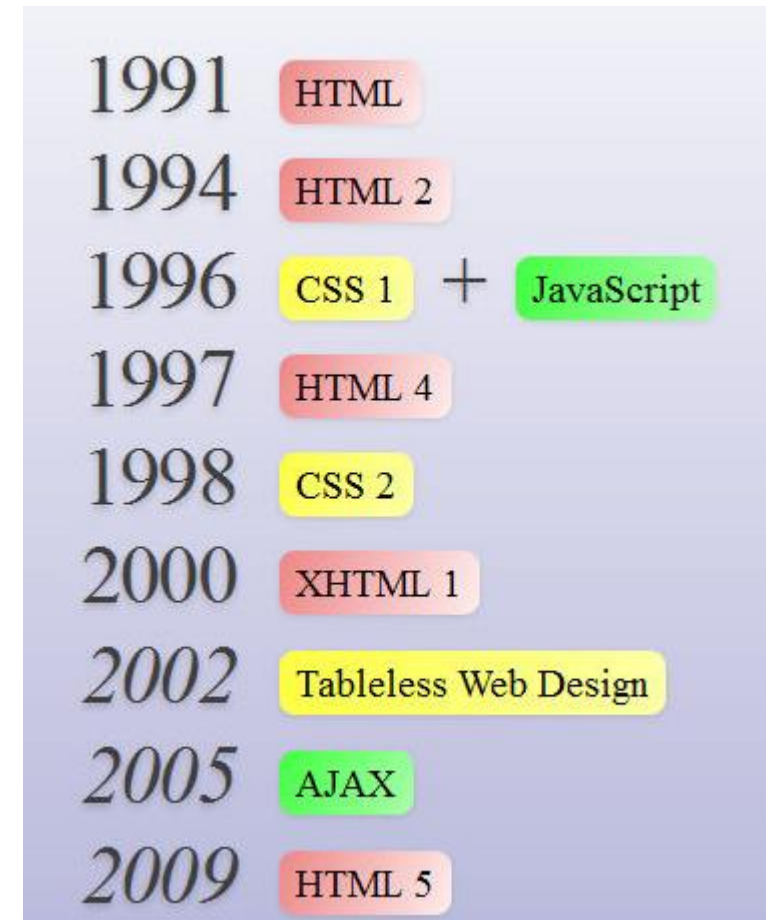 1991 HTML
1994 HTML 2
1996 CSS 1 + JavaScript
1997 HTML 4
1998 CSS 2
2000 XHTML 1
2002 Tableless Web Design
2005 AJAX
2009 HTML 5